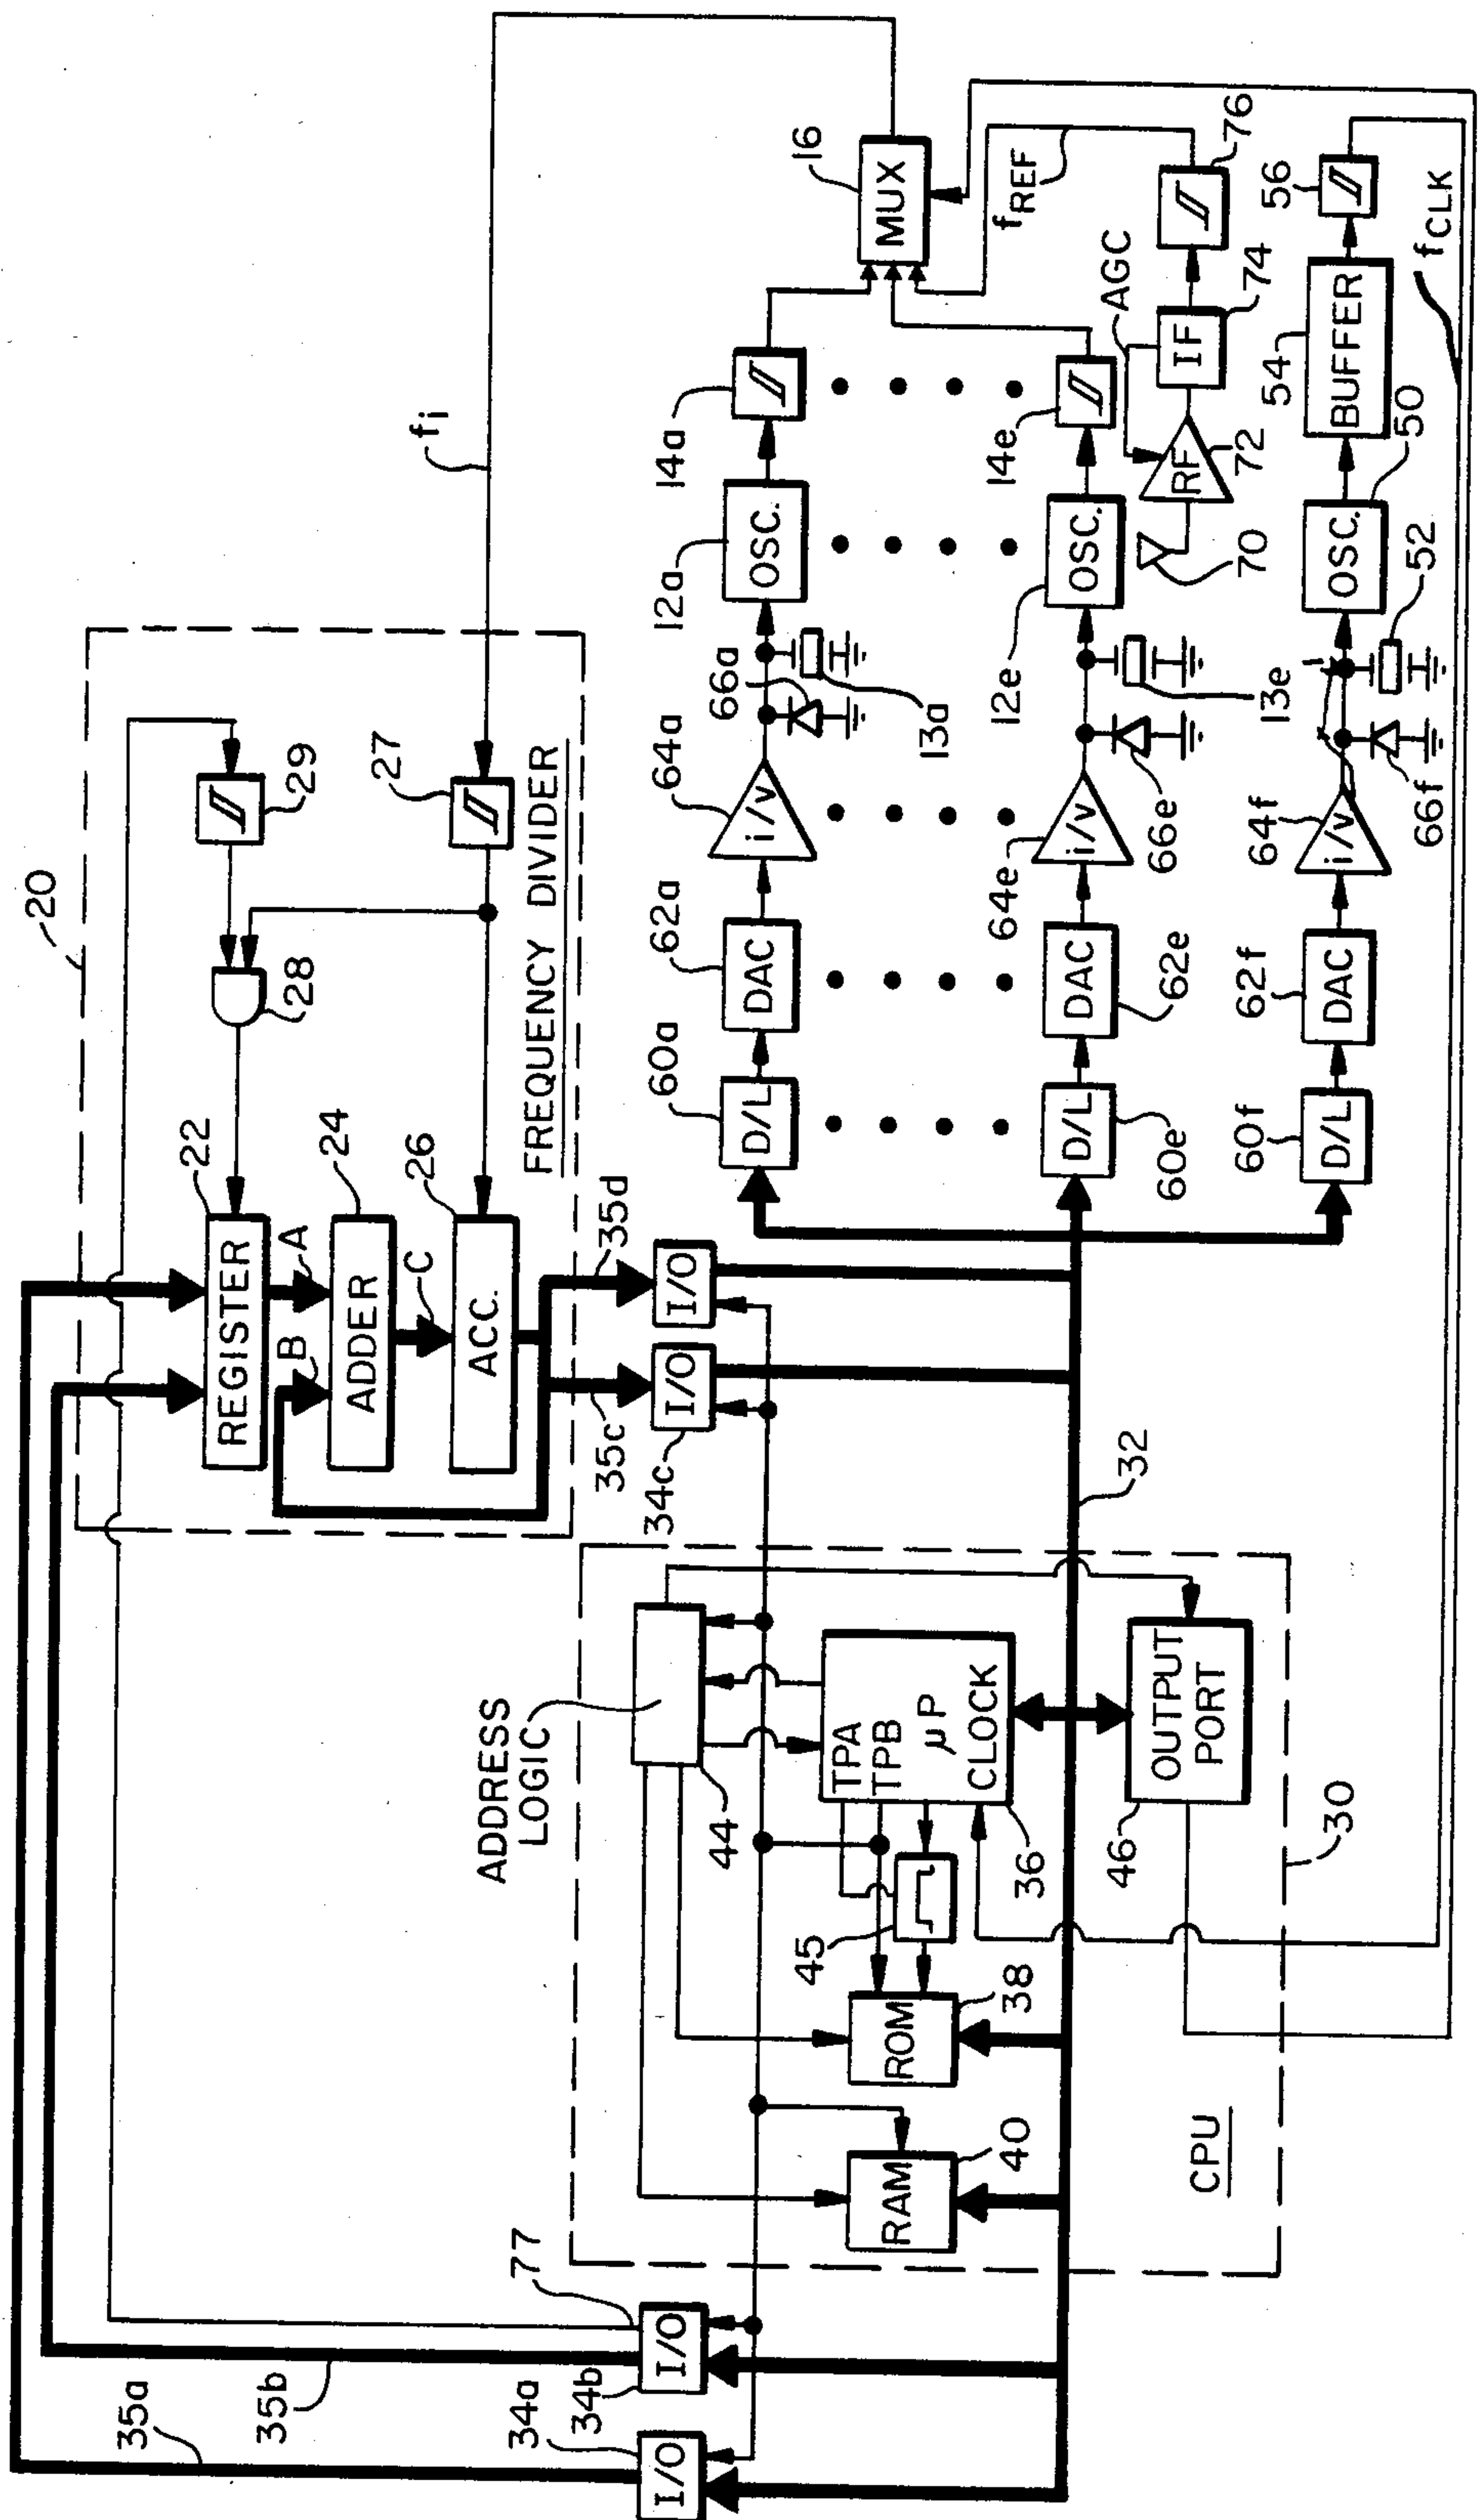 20
29
27
28
22
24
26
REGISTER
A
B
ADDER
C
ACC.
FREQUENCY DIVIDER
fi
16
MUX
35a
35b
77
34a
34b
I/O
I/O
35c
35d
34c
I/O
I/O
ADDRESS
LOGIC
44
TPA
TPB
µP
CLOCK
36
45
ROM
38
RAM
40
OUTPUT
PORT
46
30
CPU
32
60a
D/L
62a
DAC
64a
i/v
66a
13a
12a
OSC.
14a
60e
D/L
62e
DAC
64e
i/v
66e
13e
12e
OSC.
14e
70
RF
72
AGC
IF
74
76
fREF
60f
D/L
62f
DAC
64f
i/v
66f
52
OSC.
50
54
BUFFER
56
fCLK